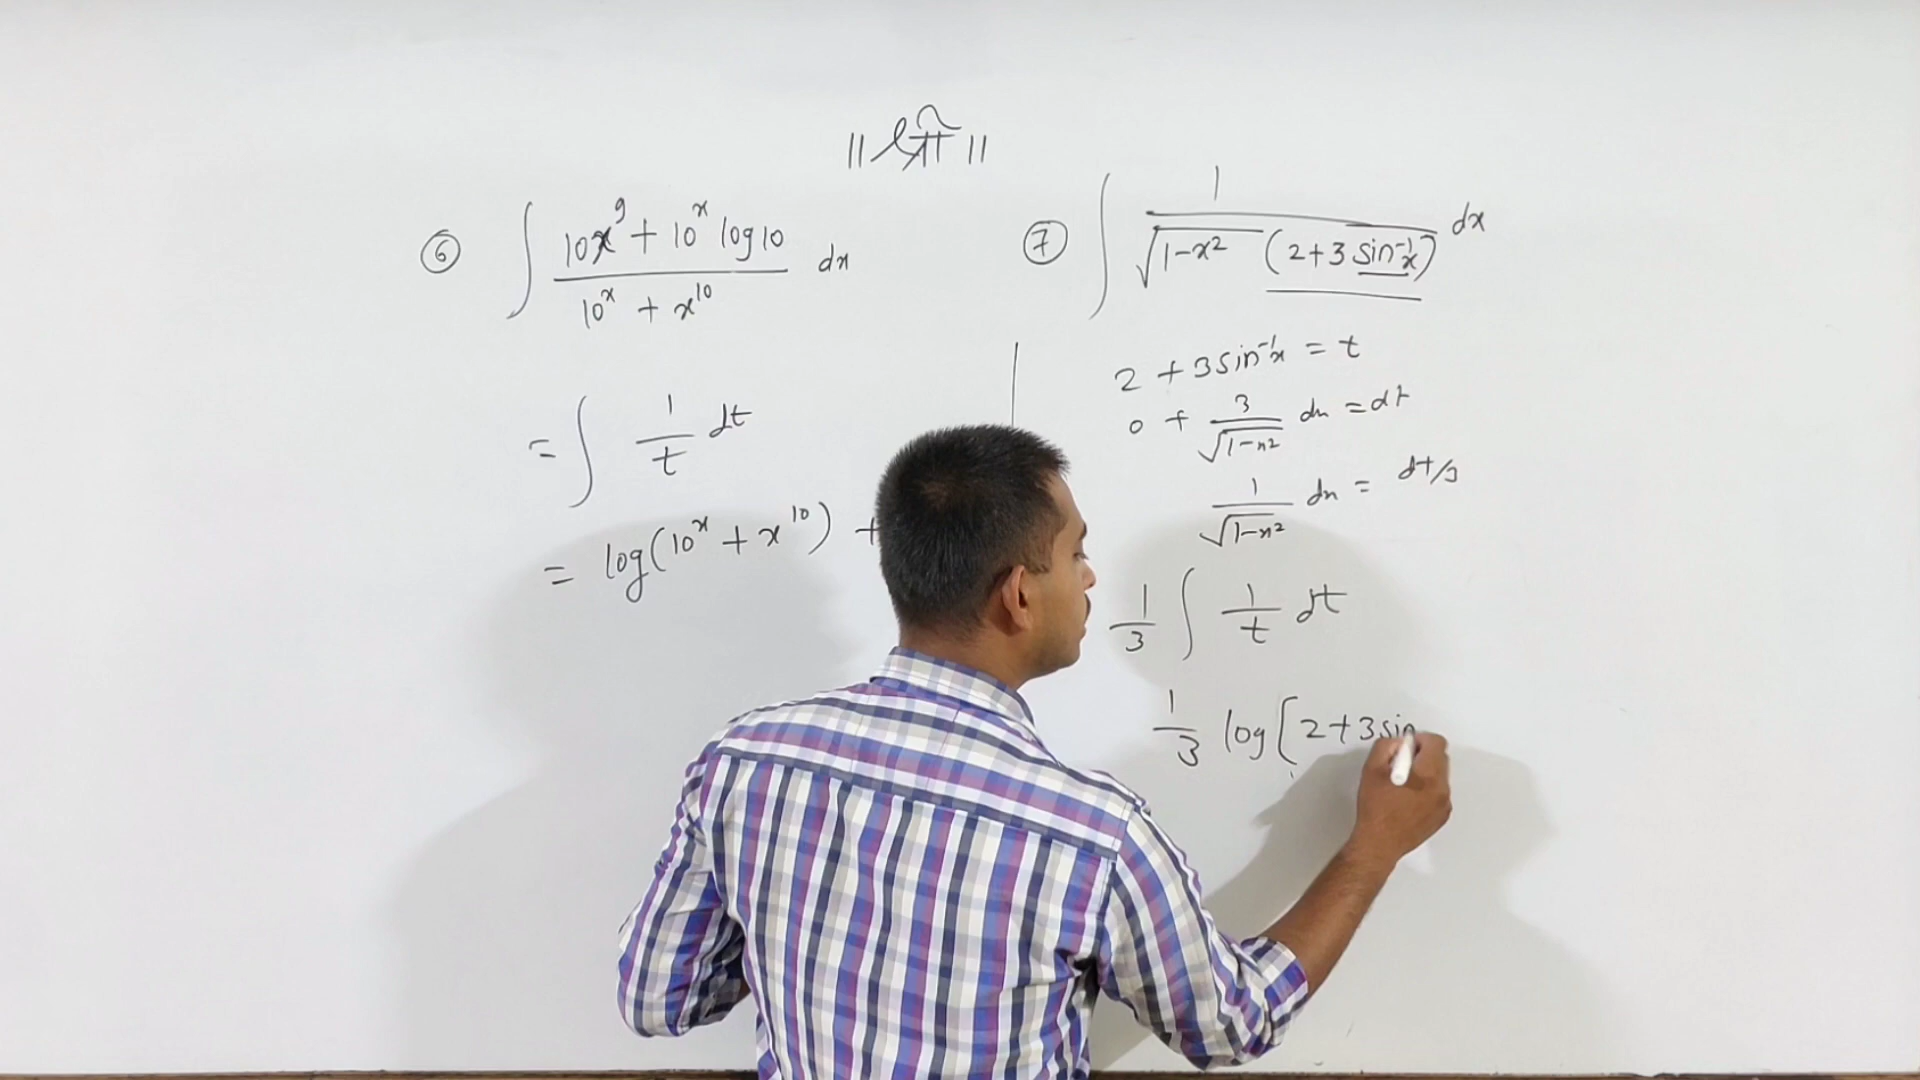 ॥ श्री ॥
⑥ ∫ (10x⁹ + 10ˣ log 10) / (10ˣ + x¹⁰) dx
= ∫ 1/t dt
= log(10ˣ + x¹⁰) +
⑦ ∫ 1 / (√(1-x²) (2+3 sin⁻¹x)) dx
2 + 3 sin⁻¹x = t
0 + 3/√(1-x²) dx = dt
1/√(1-x²) dx = dt/3
1/3 ∫ 1/t dt
1/3 log[2+3 sin